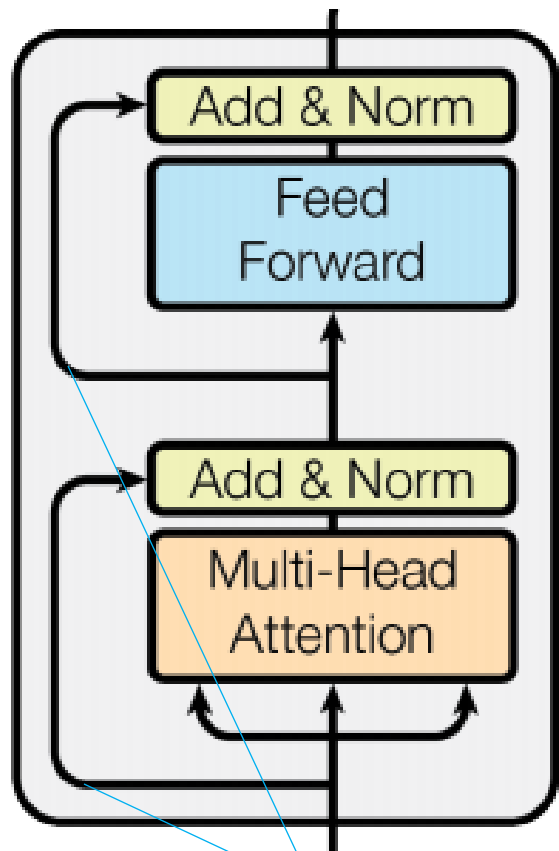 Add & Norm
Feed
Forward
Add & Norm
Multi-Head
Attention